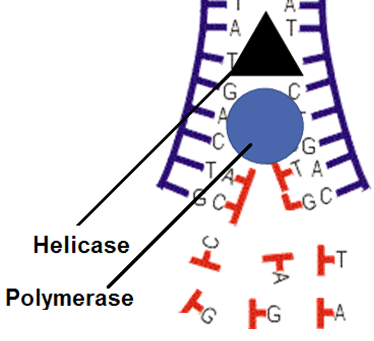 T A
A T
T
G C
A
C G
T A T A
G C G C
Helicase
C T
A
Polymerase
G G A